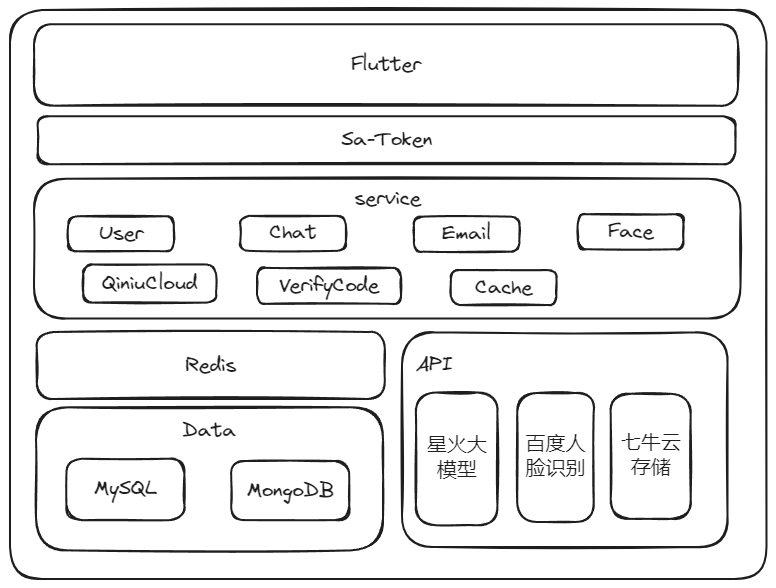 Flutter
Sa-Token
service
User
Chat
Email
Face
QiniuCloud
VerifyCode
Cache
Redis
Data
MySQL
MongoDB
API
星火大
模型
百度人
脸识别
七牛云
存储